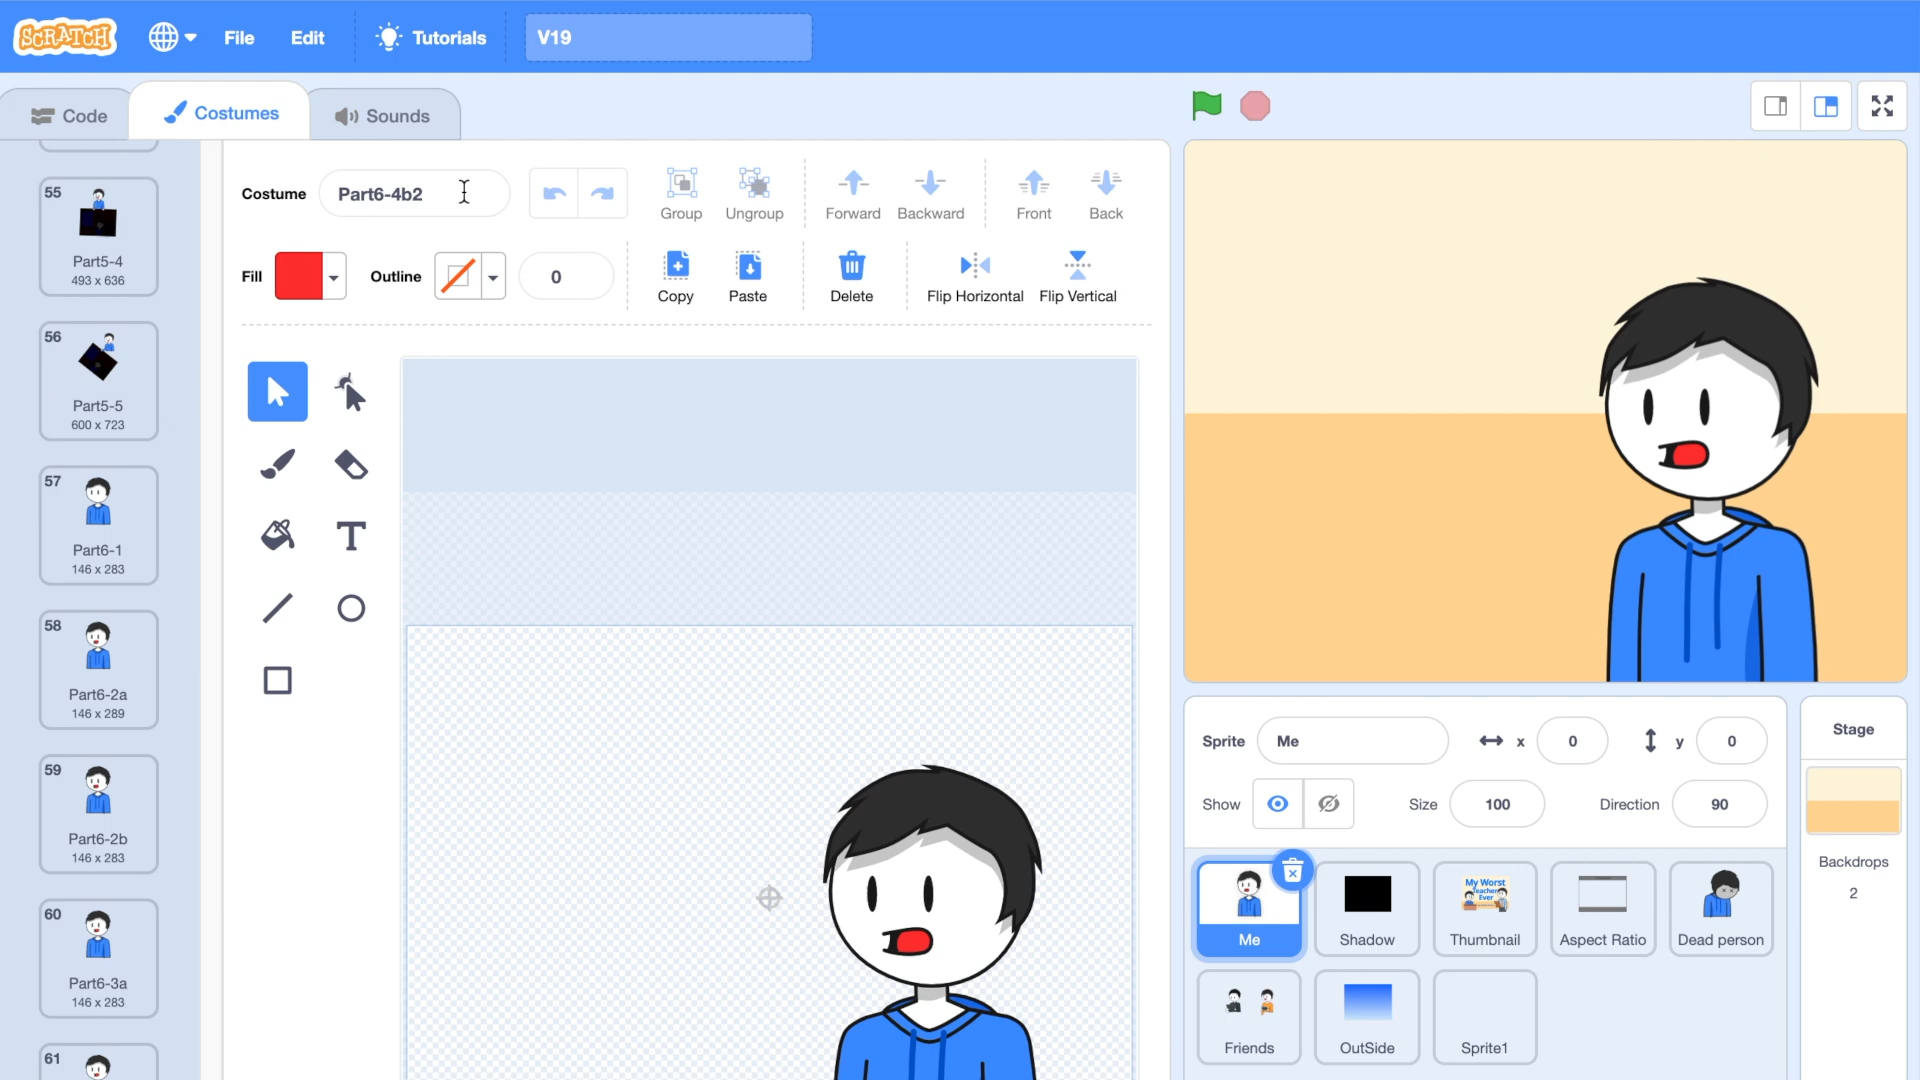 SCRATCH
File
Edit
Tutorials
V19
Code
Costumes
Sounds
55
Part5-4
493 x 636
56
Part5-5
600 x 723
57
Part6-1
146 x 283
58
Part6-2a
146 x 289
59
Part6-2b
146 x 283
60
Part6-3a
146 x 283
61
Costume
Part6-4b2
Group
Ungroup
Forward
Backward
Front
Back
Fill
Outline
0
Copy
Paste
Delete
Flip Horizontal
Flip Vertical
T
Sprite
Me
x
0
y
0
Show
Size
100
Direction
90
Me
Shadow
My Worst
Teacher
Ever
Thumbnail
Aspect Ratio
Dead person
Friends
OutSide
Sprite1
Stage
Backdrops
2